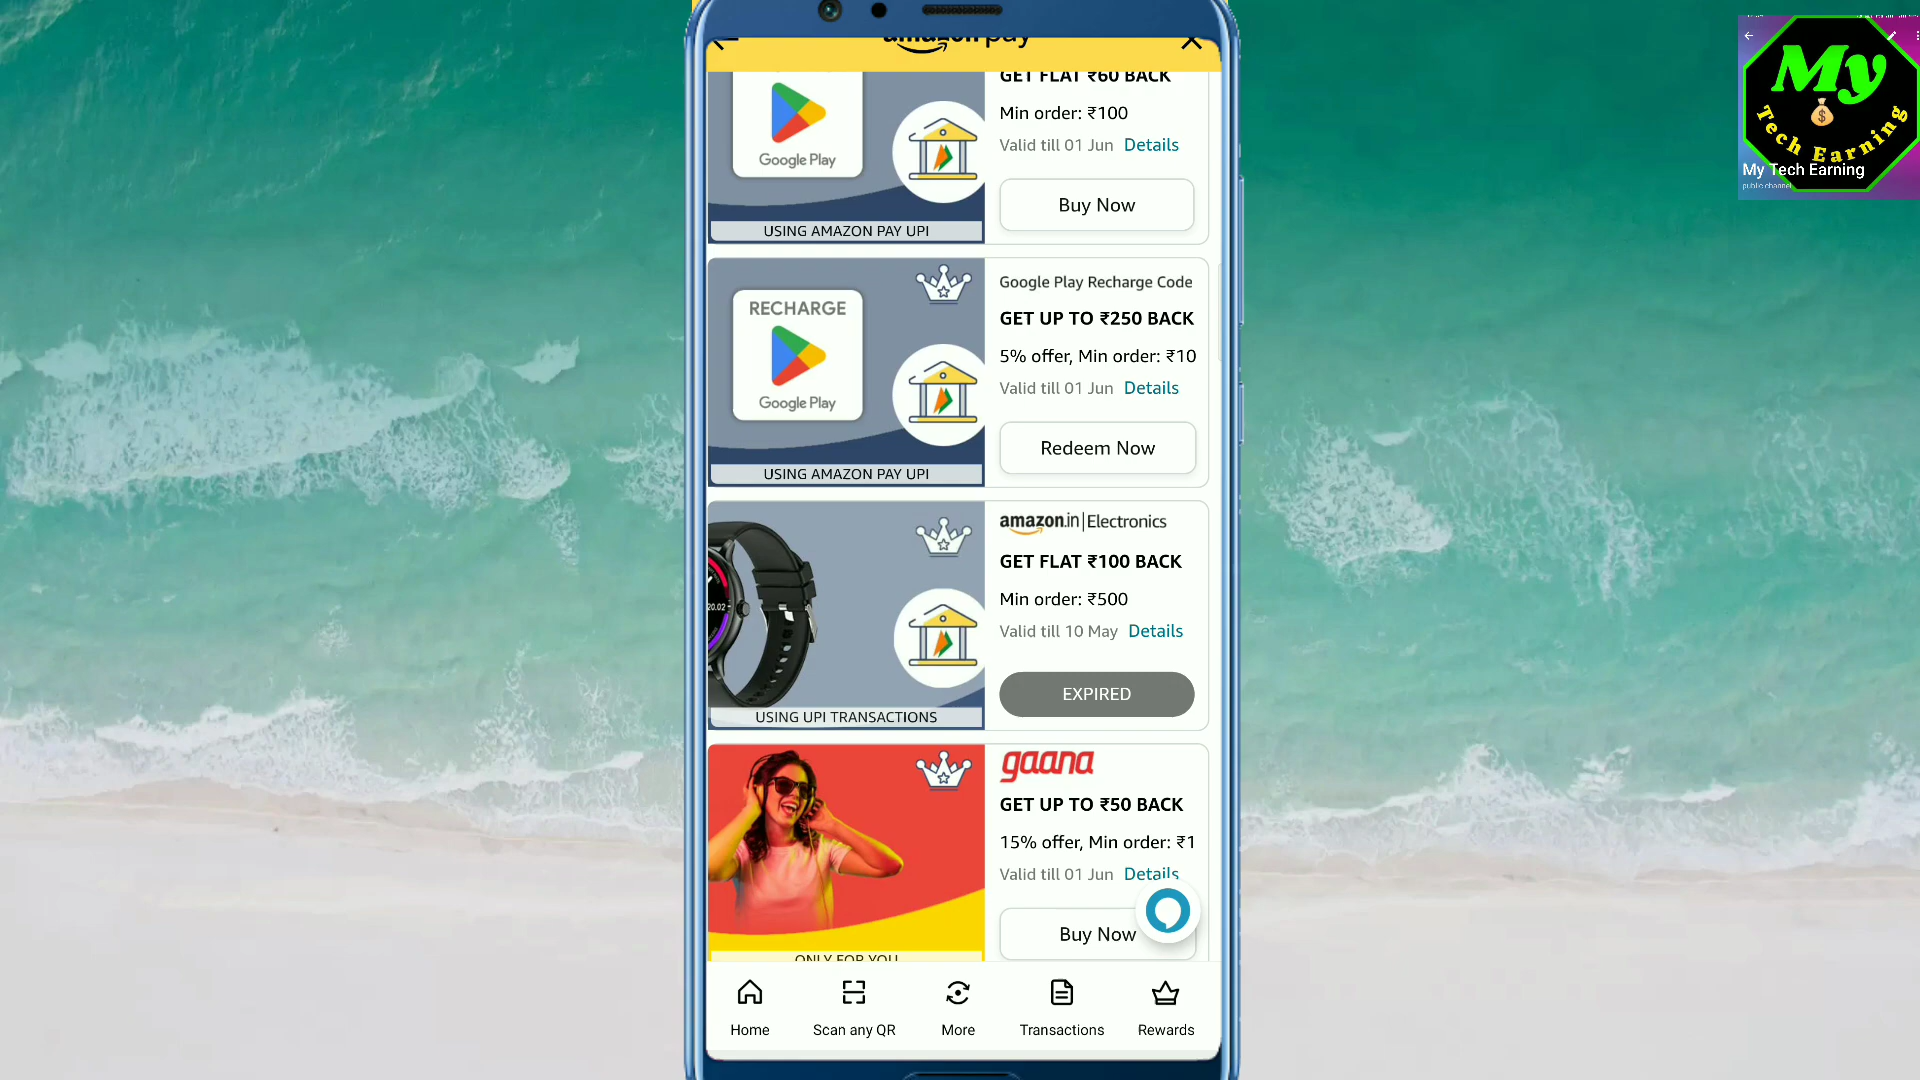 amazon pay
GET FLAT ₹60 BACK
Min order: ₹100
Valid till 01 Jun Details
Google Play
Buy Now
USING AMAZON PAY UPI
Google Play Recharge Code
RECHARGE
GET UP TO ₹250 BACK
5% offer, Min order: ₹10
Valid till 01 Jun Details
Google Play
Redeem Now
USING AMAZON PAY UPI
amazon.in|Electronics
GET FLAT ₹100 BACK
20.02
Min order: ₹500
Valid till 10 May Details
EXPIRED
USING UPI TRANSACTIONS
gaana
GET UP TO ₹50 BACK
15% offer, Min order: ₹1
Valid till 01 Jun Details
Buy Now
ONLY FOR YOU
Home
Scan any QR
More
Transactions
Rewards
My
Tech Earning
My Tech Earning
public channel